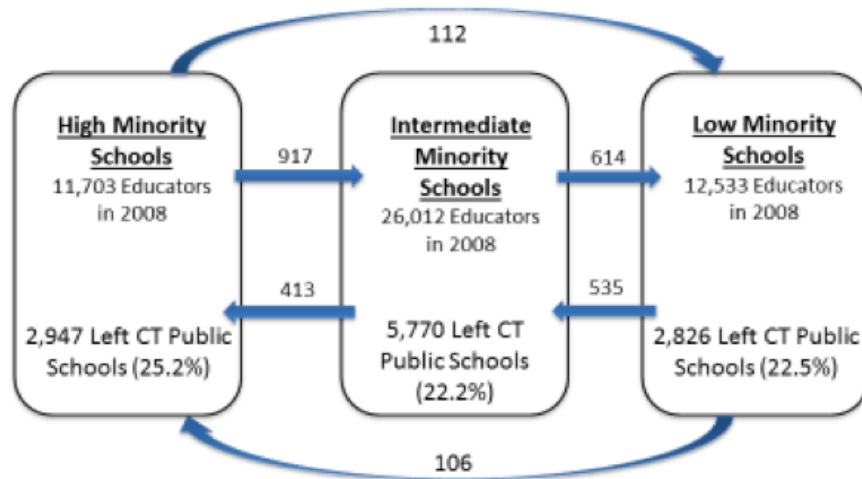 112
High Minority
Schools
11,703 Educators
in 2008
917
Intermediate
Minority
Schools
26,012 Educators
in 2008
614
Low Minority
Schools
12,533 Educators
in 2008
2,947 Left CT Public
Schools (25.2%)
413
5,770 Left CT
Public Schools
(22.2%)
535
2,826 Left CT Public
Schools (22.5%)
106